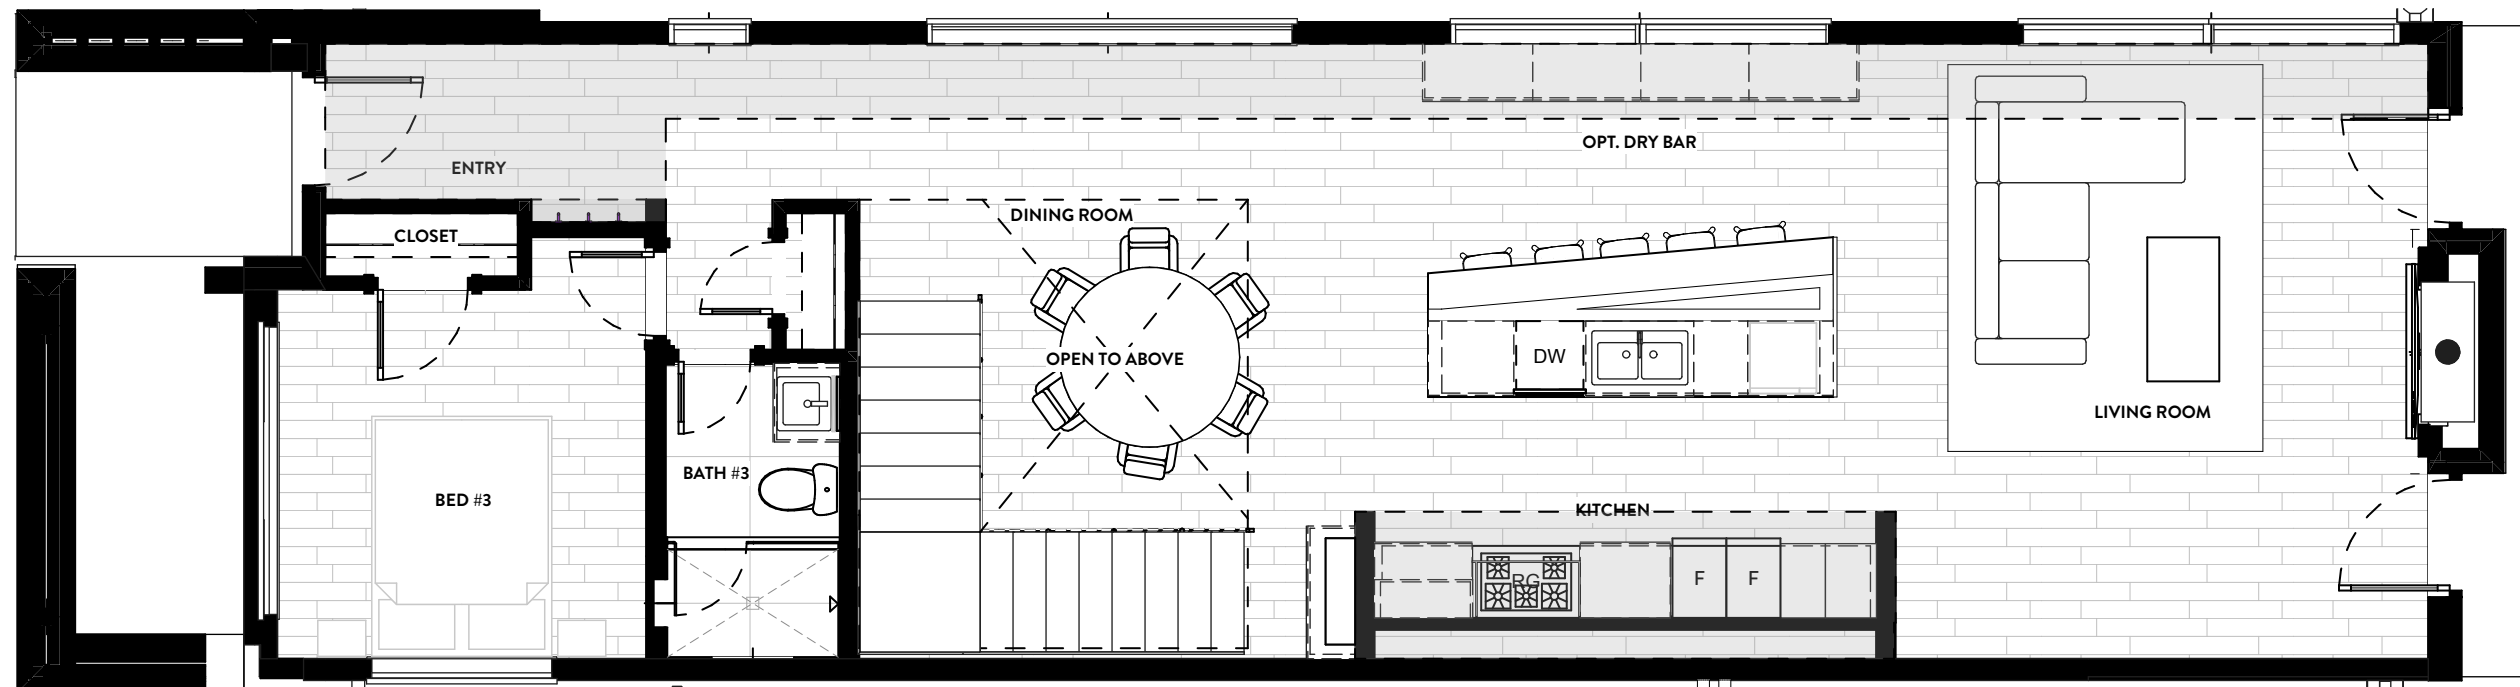 OPT. DRY BAR
ENTRY
DINING ROOM
CLOSET
OPEN TO ABOVE
DW
LIVING ROOM
BATH #3
BED #3
KITCHEN
RG
F
F